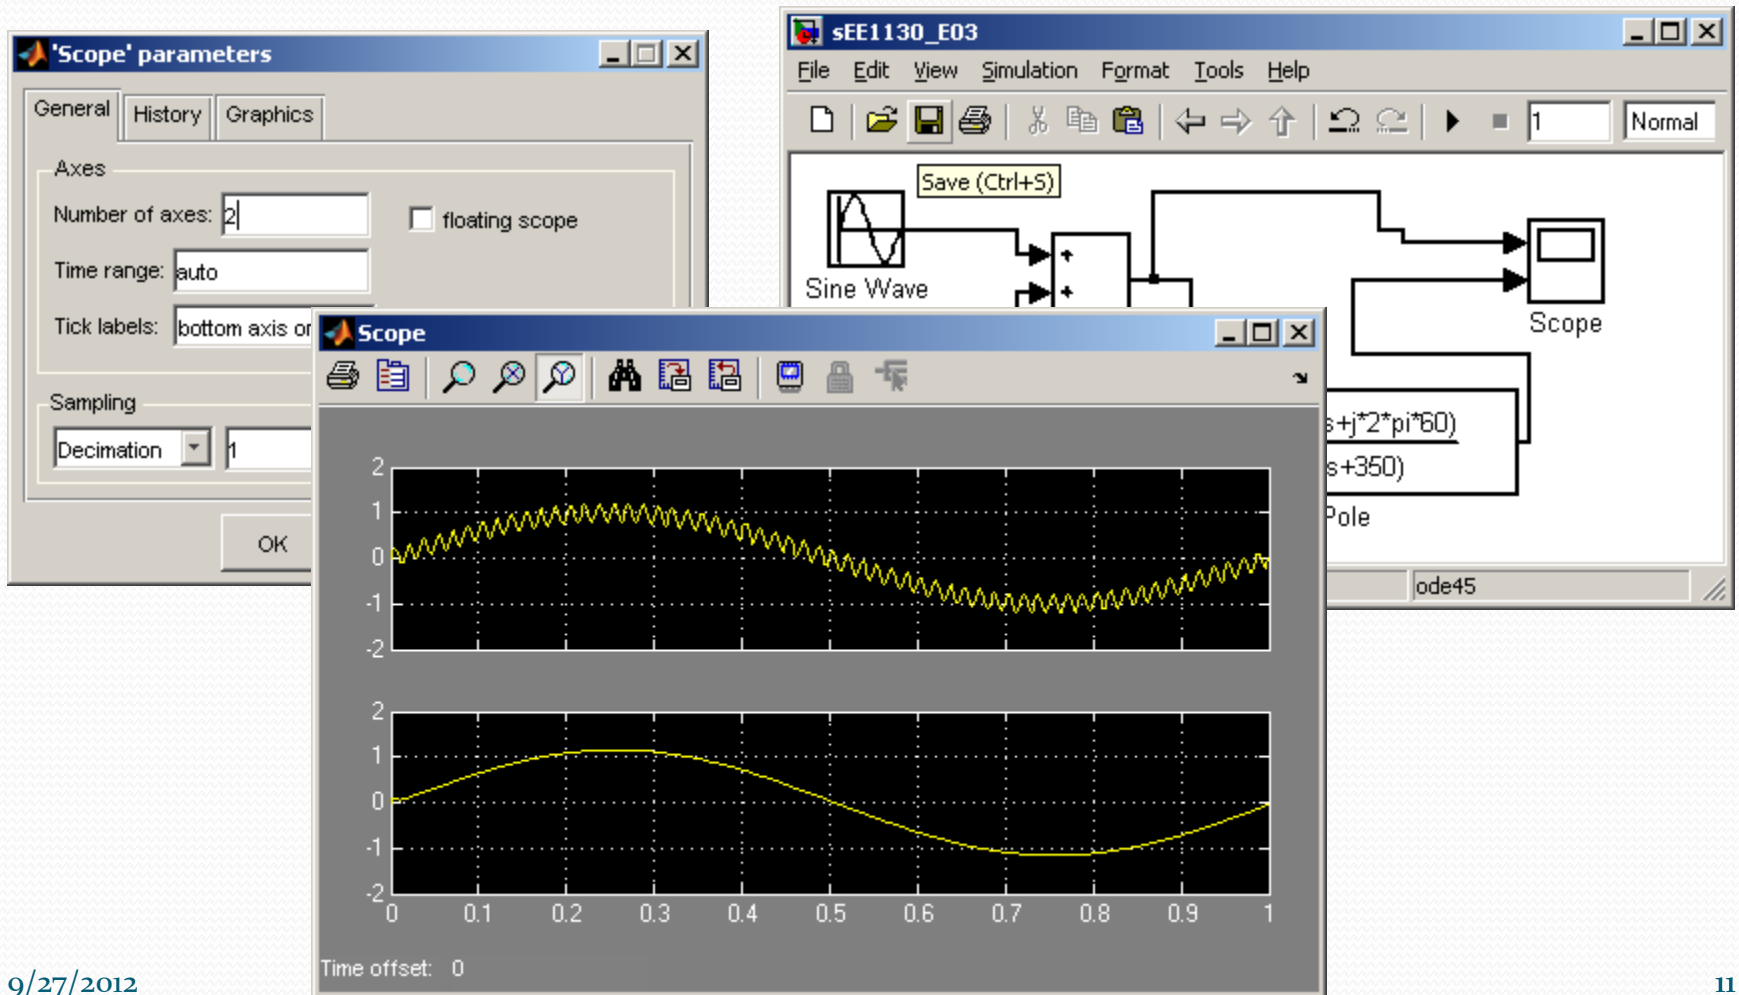 'Scope' parameters
General History Graphics
Axes
Number of axes: 2
floating scope
Time range: auto
Tick labels: bottom axis
Sampling
Decimation 1
OK
sEE1130_E03
File Edit View Simulation Format Tools Help
1 Normal
Save (Ctrl+S)
Sine Wave
+
+
Scope
s+j*2*pi*60)
s+350)
Pole
ode45
Scope
2
1
0
-1
-2
2
1
0
-1
-2
0 0.1 0.2 0.3 0.4 0.5 0.6 0.7 0.8 0.9 1
Time offset: 0
9/27/2012
11